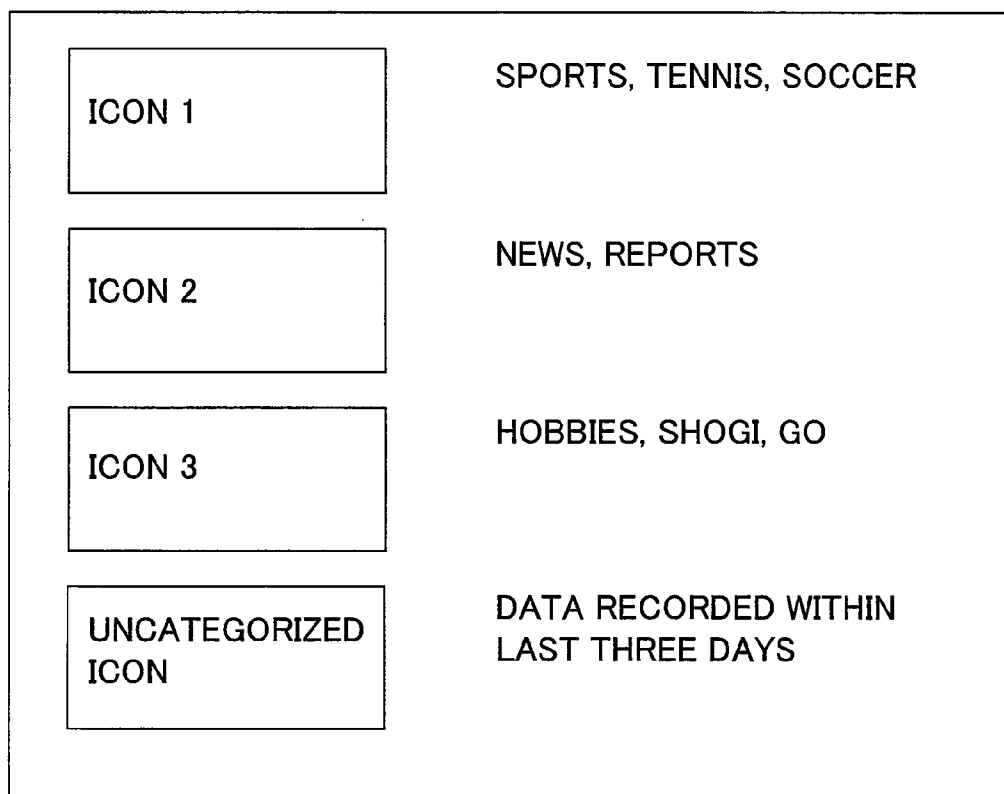 ICON 1
SPORTS, TENNIS, SOCCER
ICON 2
NEWS, REPORTS
ICON 3
HOBBIES, SHOGI, GO
UNCATEGORIZED
ICON
DATA RECORDED WITHIN
LAST THREE DAYS